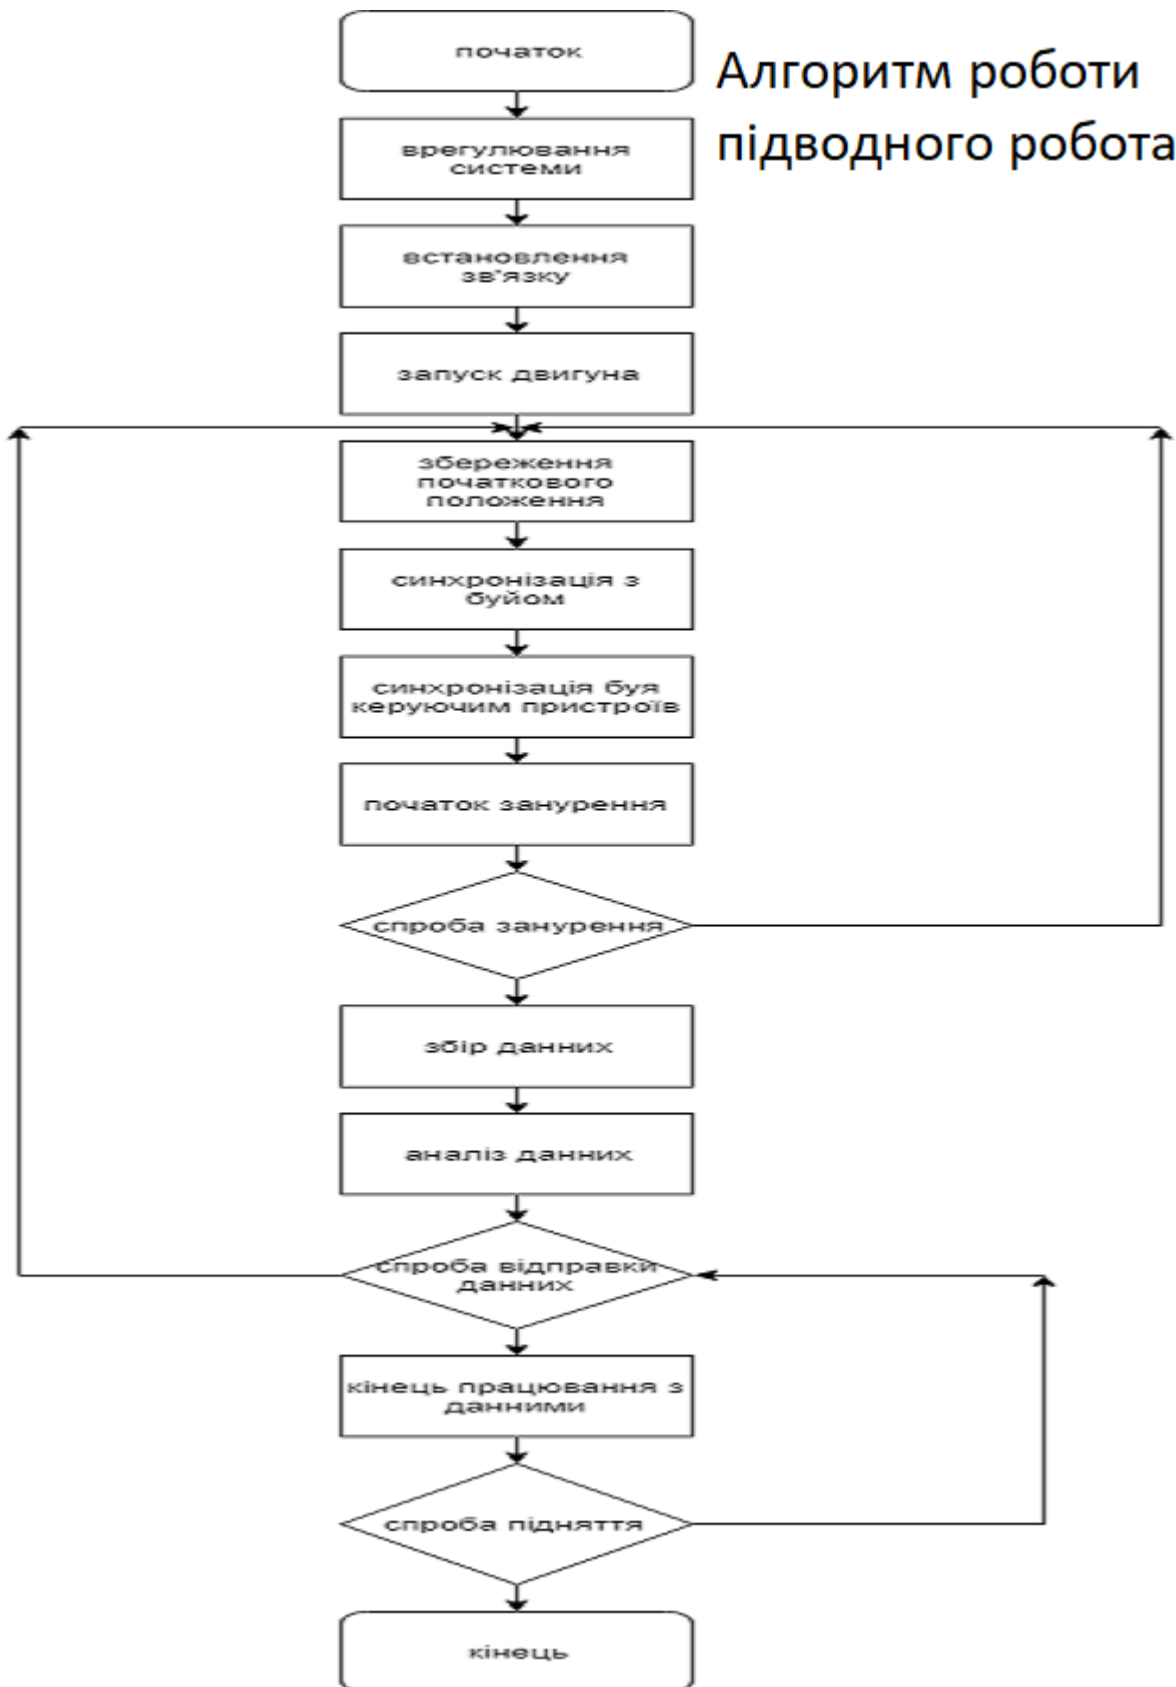 початок
Алгоритм роботи
підводного робота
врегулювання
системи
встановлення
зв'язку
запуск двигуна
збереження
початкового
положення
синхронізація з
буйом
синхронізація буя
керуючим пристроїв
початок занурення
спроба занурення
збір данних
аналіз данних
спроба відправки
данних
кінець працювання з
данними
спроба підняття
кінець